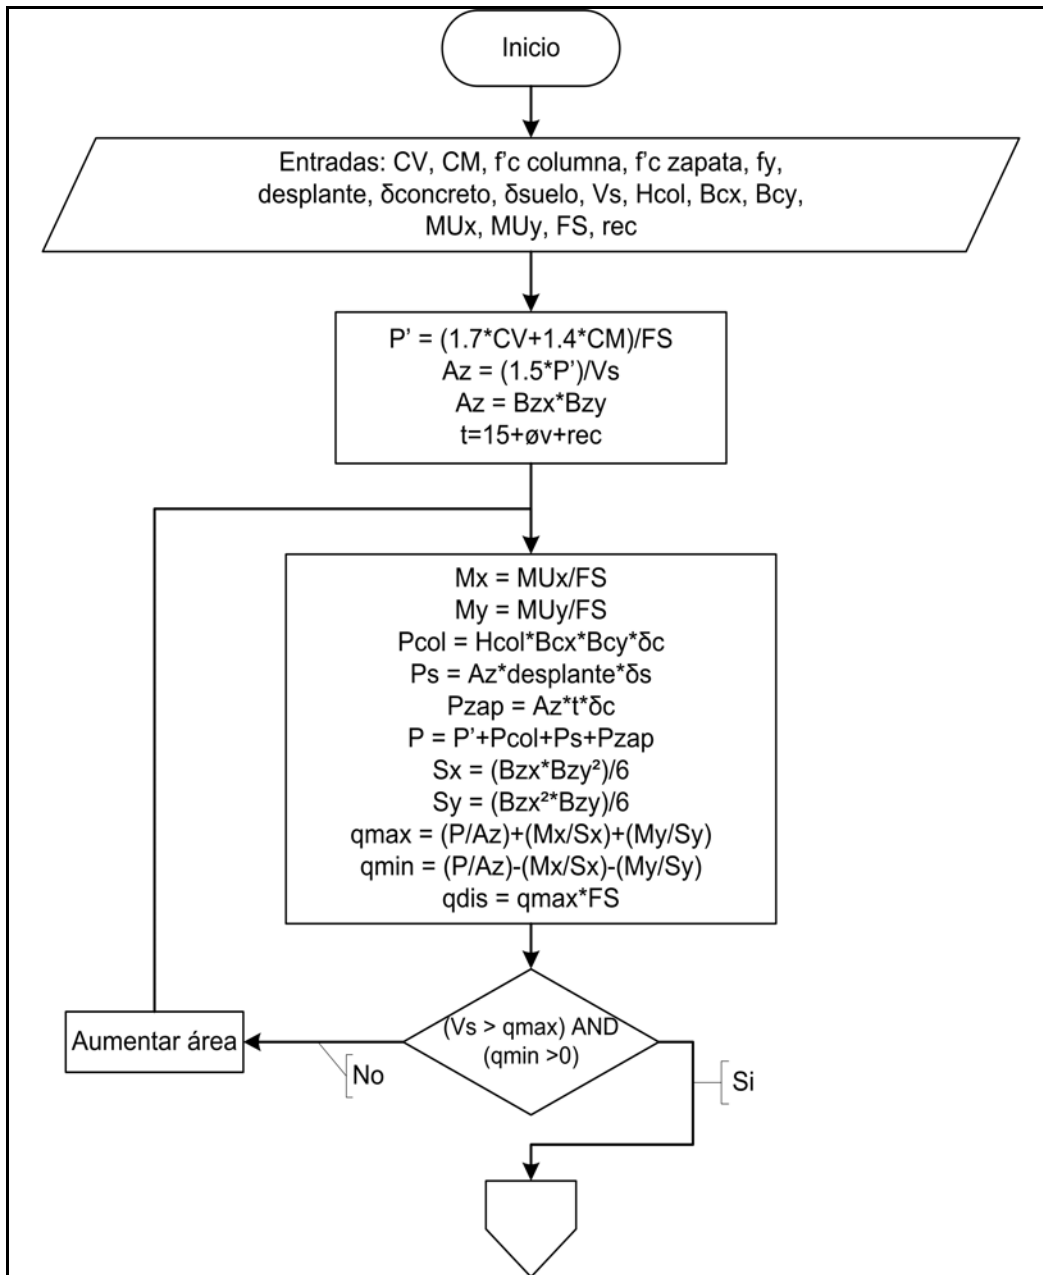 Inicio
Entradas: CV, CM, f'c columna, f'c zapata, fy,
desplante, δconcreto, δsuelo, Vs, Hcol, Bcx, Bcy,
MUx, MUy, FS, rec
P' = (1.7*CV+1.4*CM)/FS
Az = (1.5*P')/Vs
Az = Bzx*Bzy
t=15+øv+rec
Mx = MUx/FS
My = MUy/FS
Pcol = Hcol*Bcx*Bcy*δc
Ps = Az*desplante*δs
Pzap = Az*t*δc
P = P'+Pcol+Ps+Pzap
Sx = (Bzx*Bzy²)/6
Sy = (Bzx²*Bzy)/6
qmax = (P/Az)+(Mx/Sx)+(My/Sy)
qmin = (P/Az)-(Mx/Sx)-(My/Sy)
qdis = qmax*FS
(Vs > qmax) AND
(qmin >0)
Aumentar área
No
Si